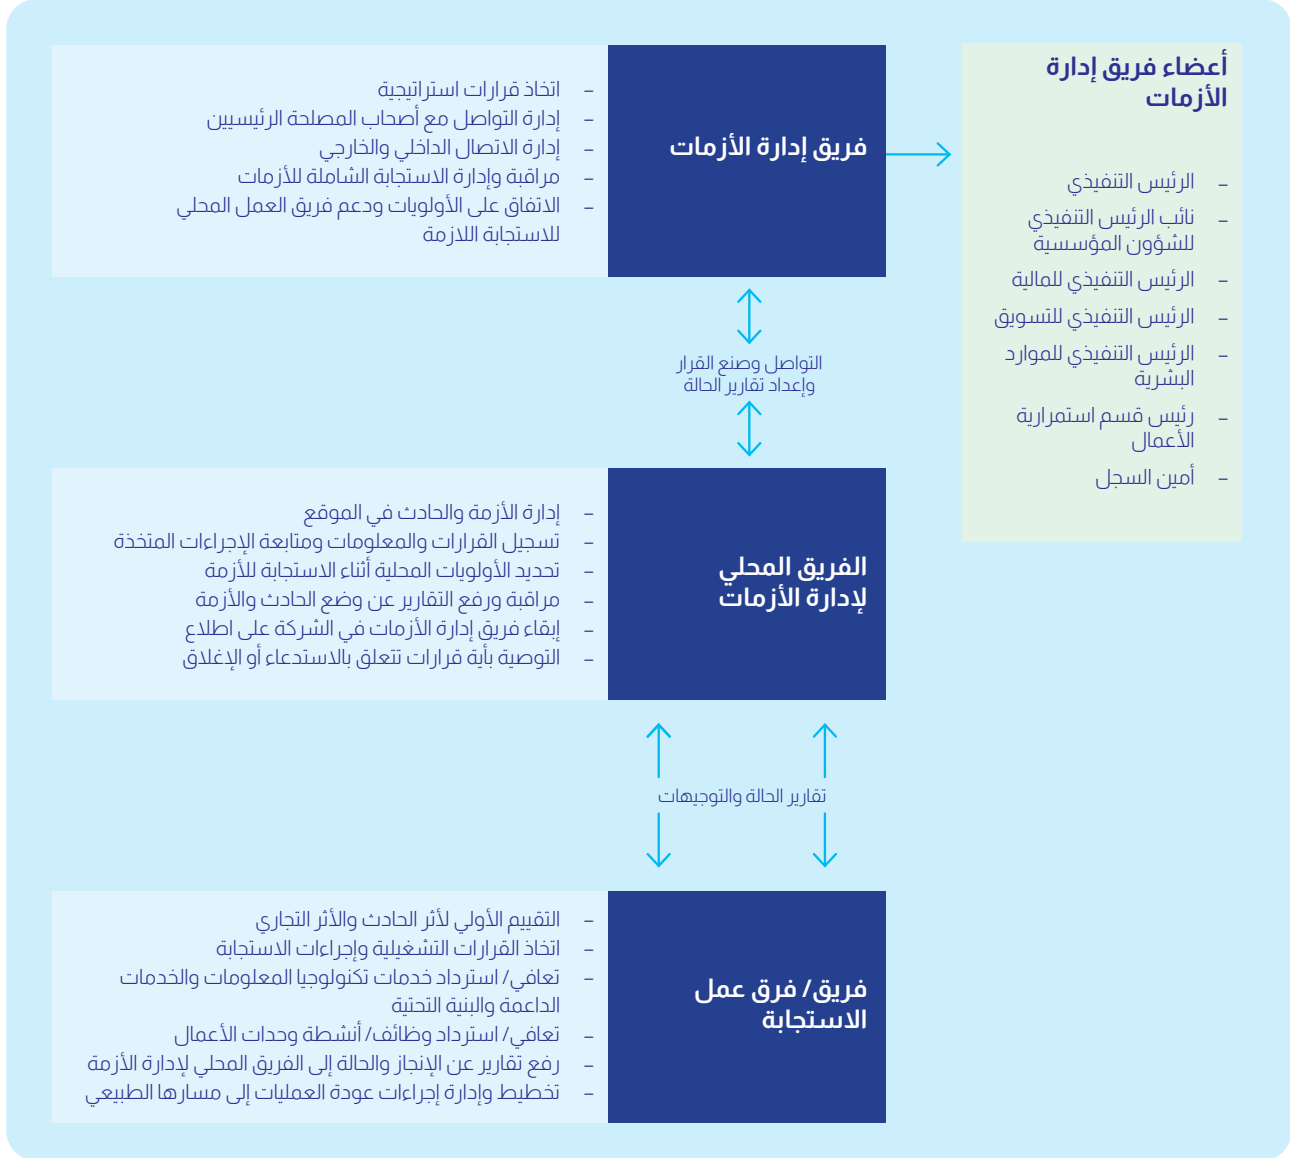 أعضاء فريق إدارة
الأزمات
– الرئيس التنفيذي
– نائب الرئيس التنفيذي
للشؤون المؤسسية
– الرئيس التنفيذي للمالية
– الرئيس التنفيذي للتسويق
– الرئيس التنفيذي للموارد
البشرية
– رئيس قسم استمرارية
الأعمال
– أمين السجل
فريق إدارة الأزمات
– اتخاذ قرارات استراتيجية
– إدارة التواصل مع أصحاب المصلحة الرئيسيين
– إدارة الاتصال الداخلي والخارجي
– مراقبة وإدارة الاستجابة الشاملة للأزمات
– الاتفاق على الأولويات ودعم فريق العمل المحلي
للاستجابة اللازمة
التواصل وصنع القرار
وإعداد تقارير الحالة
الفريق المحلي
لإدارة الأزمات
– إدارة الأزمة والحادث في الموقع
– تسجيل القرارات والمعلومات ومتابعة الإجراءات المتخذة
– تحديد الأولويات المحلية أثناء الاستجابة للأزمة
– مراقبة ورفع التقارير عن وضع الحادث والأزمة
– إبقاء فريق إدارة الأزمات في الشركة على اطلاع
– التوصية بأية قرارات تتعلق بالاستدعاء أو الإغلاق
تقارير الحالة والتوجيهات
فريق/ فرق عمل
الاستجابة
– التقييم الأولي لأثر الحادث والأثر التجاري
– اتخاذ القرارات التشغيلية وإجراءات الاستجابة
– تعافي/ استرداد خدمات تكنولوجيا المعلومات والخدمات
الداعمة والبنية التحتية
– تعافي/ استرداد وظائف/ أنشطة وحدات الأعمال
– رفع تقارير عن الإنجاز والحالة إلى الفريق المحلي لإدارة الأزمة
– تخطيط وإدارة إجراءات عودة العمليات إلى مسارها الطبيعي